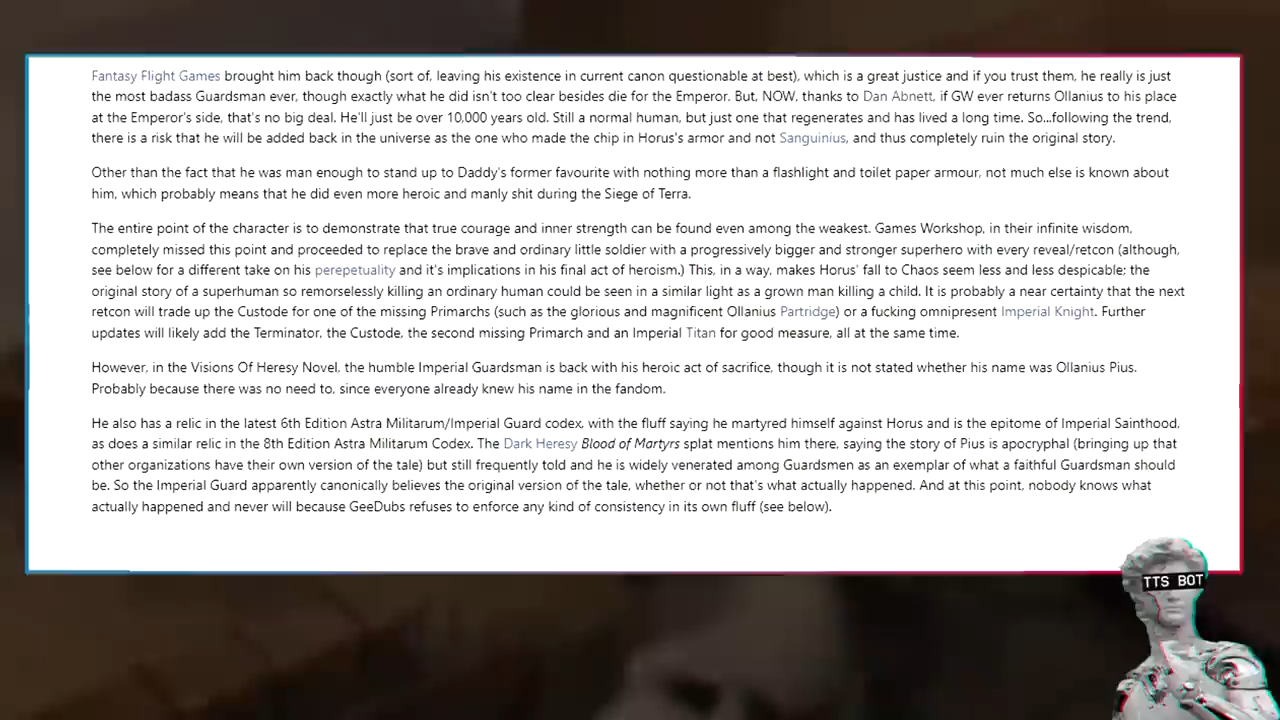 Fantasy Flight Games brought him back though (sort of, leaving his existence in current canon questionable at best), which is a great justice and if you trust them, he really is just
the most badass Guardsman ever, though exactly what he did isn't too clear besides die for the Emperor. But, NOW, thanks to Dan Abnett, if GW ever returns Ollanius to his place
at the Emperor's side, that's no big deal. He'll just be over 10,000 years old. Still a normal human, but just one that regenerates and has lived a long time. So...following the trend,
there is a risk that he will be added back in the universe as the one who made the chip in Horus's armor and not Sanguinius, and thus completely ruin the original story.
Other than the fact that he was man enough to stand up to Daddy's former favourite with nothing more than a flashlight and toilet paper armour, not much else is known about
him, which probably means that he did even more heroic and manly shit during the Siege of Terra.
The entire point of the character is to demonstrate that true courage and inner strength can be found even among the weakest. Games Workshop, in their infinite wisdom,
completely missed this point and proceeded to replace the brave and ordinary little soldier with a progressively bigger and stronger superhero with every reveal/retcon (although,
see below for a different take on his perepetuality and it's implications in his final act of heroism.) This, in a way, makes Horus' fall to Chaos seem less and less despicable; the
original story of a superhuman so remorselessly killing an ordinary human could be seen in a similar light as a grown man killing a child. It is probably a near certainty that the next
retcon will trade up the Custode for one of the missing Primarchs (such as the glorious and magnificent Ollanius Partridge) or a fucking omnipresent Imperial Knight. Further
updates will likely add the Terminator, the Custode, the second missing Primarch and an Imperial Titan for good measure, all at the same time.
However, in the Visions Of Heresy Novel, the humble Imperial Guardsman is back with his heroic act of sacrifice, though it is not stated whether his name was Ollanius Pius.
Probably because there was no need to, since everyone already knew his name in the fandom.
He also has a relic in the latest 6th Edition Astra Militarum/Imperial Guard codex, with the fluff saying he martyred himself against Horus and is the epitome of Imperial Sainthood,
as does a similar relic in the 8th Edition Astra Militarum Codex. The Dark Heresy Blood of Martyrs splat mentions him there, saying the story of Pius is apocryphal (bringing up that
other organizations have their own version of the tale) but still frequently told and he is widely venerated among Guardsmen as an exemplar of what a faithful Guardsman should
be. So the Imperial Guard apparently canonically believes the original version of the tale, whether or not that's what actually happened. And at this point, nobody knows what
actually happened and never will because GeeDubs refuses to enforce any kind of consistency in its own fluff (see below).
TTS BOT